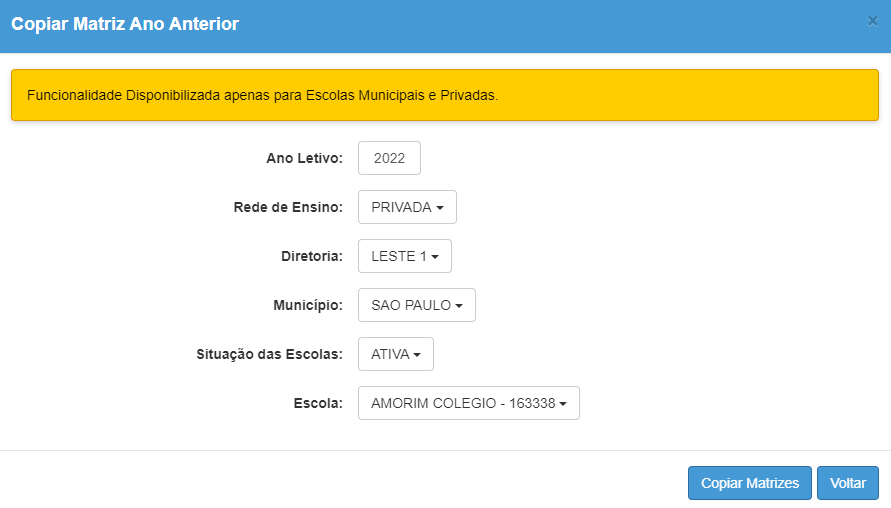 Copiar Matriz Ano Anterior
×
Funcionalidade Disponibilizada apenas para Escolas Municipais e Privadas.
Ano Letivo: 2022
Rede de Ensino: PRIVADA
Diretoria: LESTE 1
Município: SAO PAULO
Situação das Escolas: ATIVA
Escola: AMORIM COLEGIO - 163338
Copiar Matrizes Voltar